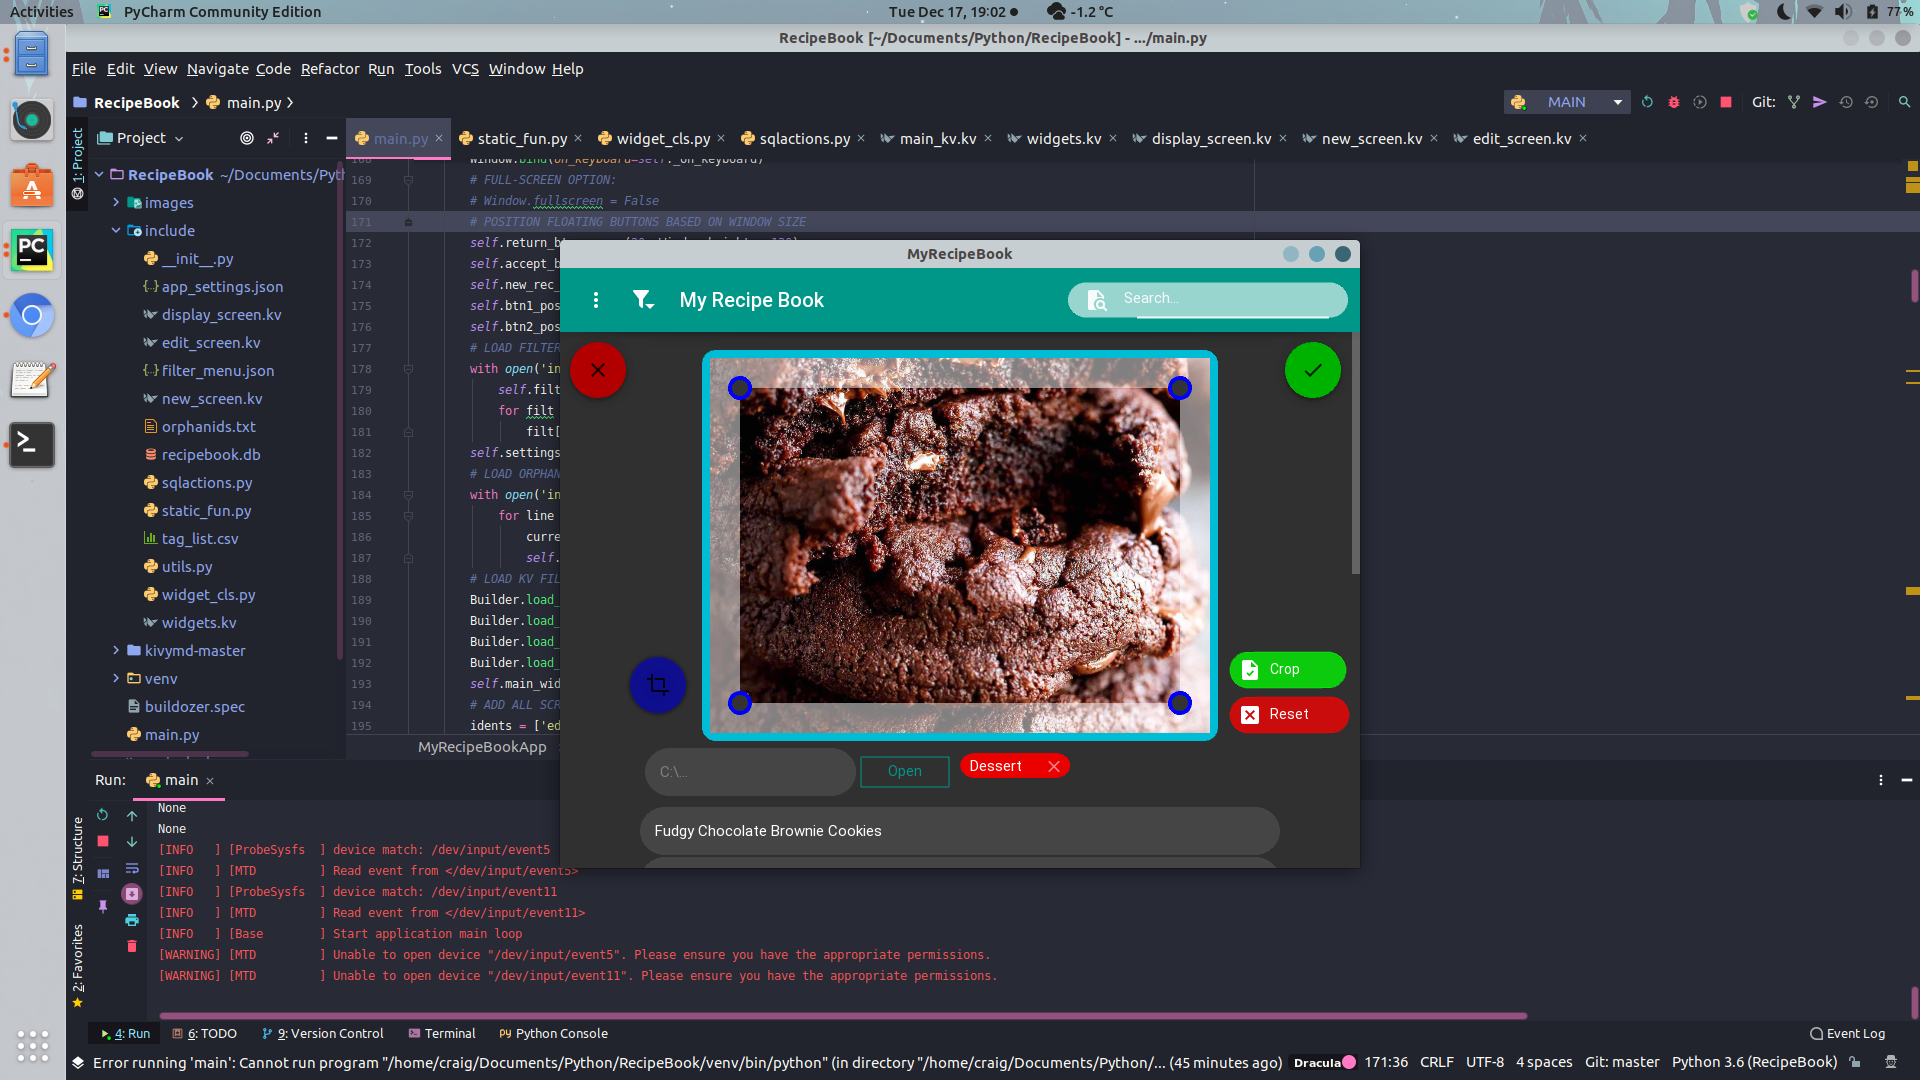 Activities
PyCharm Community Edition
Tue Dec 17, 19:02
-1.2 °C
77 %
RecipeBook [~/Documents/Python/RecipeBook] - .../main.py
File Edit View Navigate Code Refactor Run Tools VCS Window Help
RecipeBook
main.py
MAIN
Git:
1: Project
Project
main.py
static_fun.py
widget_cls.py
sqlactions.py
main_kv.kv
widgets.kv
display_screen.kv
new_screen.kv
edit_screen.kv
RecipeBook ~/Documents/Pyth
images
include
__init__.py
app_settings.json
display_screen.kv
edit_screen.kv
filter_menu.json
new_screen.kv
orphanids.txt
recipebook.db
sqlactions.py
static_fun.py
tag_list.csv
utils.py
widget_cls.py
widgets.kv
kivymd-master
venv
buildozer.spec
main.py
168 Window.bind(on_keyboard=self._on_keyboard)
169 # FULL-SCREEN OPTION:
170 # Window.fullscreen = False
171 # POSITION FLOATING BUTTONS BASED ON WINDOW SIZE
172 self.return_b
173 self.accept_b
174 self.new_rec_
175 self.btn1_pos
176 self.btn2_pos
177 # LOAD FILTER
178 with open('in
179 self.filt
180 for filt
181 filt[
182 self.settings
183 # LOAD ORPHAN
184 with open('in
185 for line
186 curre
187 self.
188 # LOAD KV FIL
189 Builder.load_
190 Builder.load_
191 Builder.load_
192 Builder.load_
193 self.main_wid
194 # ADD ALL SCR
195 idents = ['ed
MyRecipeBookApp
MyRecipeBook
My Recipe Book
Search...
Crop
Reset
C:\...
Open
Dessert
Fudgy Chocolate Brownie Cookies
Run:
main
7: Structure
2: Favorites
None
None
[INFO   ] [ProbeSysfs  ] device match: /dev/input/event5
[INFO   ] [MTD         ] Read event from </dev/input/event5>
[INFO   ] [ProbeSysfs  ] device match: /dev/input/event11
[INFO   ] [MTD         ] Read event from </dev/input/event11>
[INFO   ] [Base        ] Start application main loop
[WARNING] [MTD         ] Unable to open device "/dev/input/event5". Please ensure you have the appropriate permissions.
[WARNING] [MTD         ] Unable to open device "/dev/input/event11". Please ensure you have the appropriate permissions.
4: Run
6: TODO
9: Version Control
Terminal
Python Console
Event Log
Error running 'main': Cannot run program "/home/craig/Documents/Python/RecipeBook/venv/bin/python" (in directory "/home/craig/Documents/Python/... (45 minutes ago)
Dracula
171:36
CRLF
UTF-8
4 spaces
Git: master
Python 3.6 (RecipeBook)